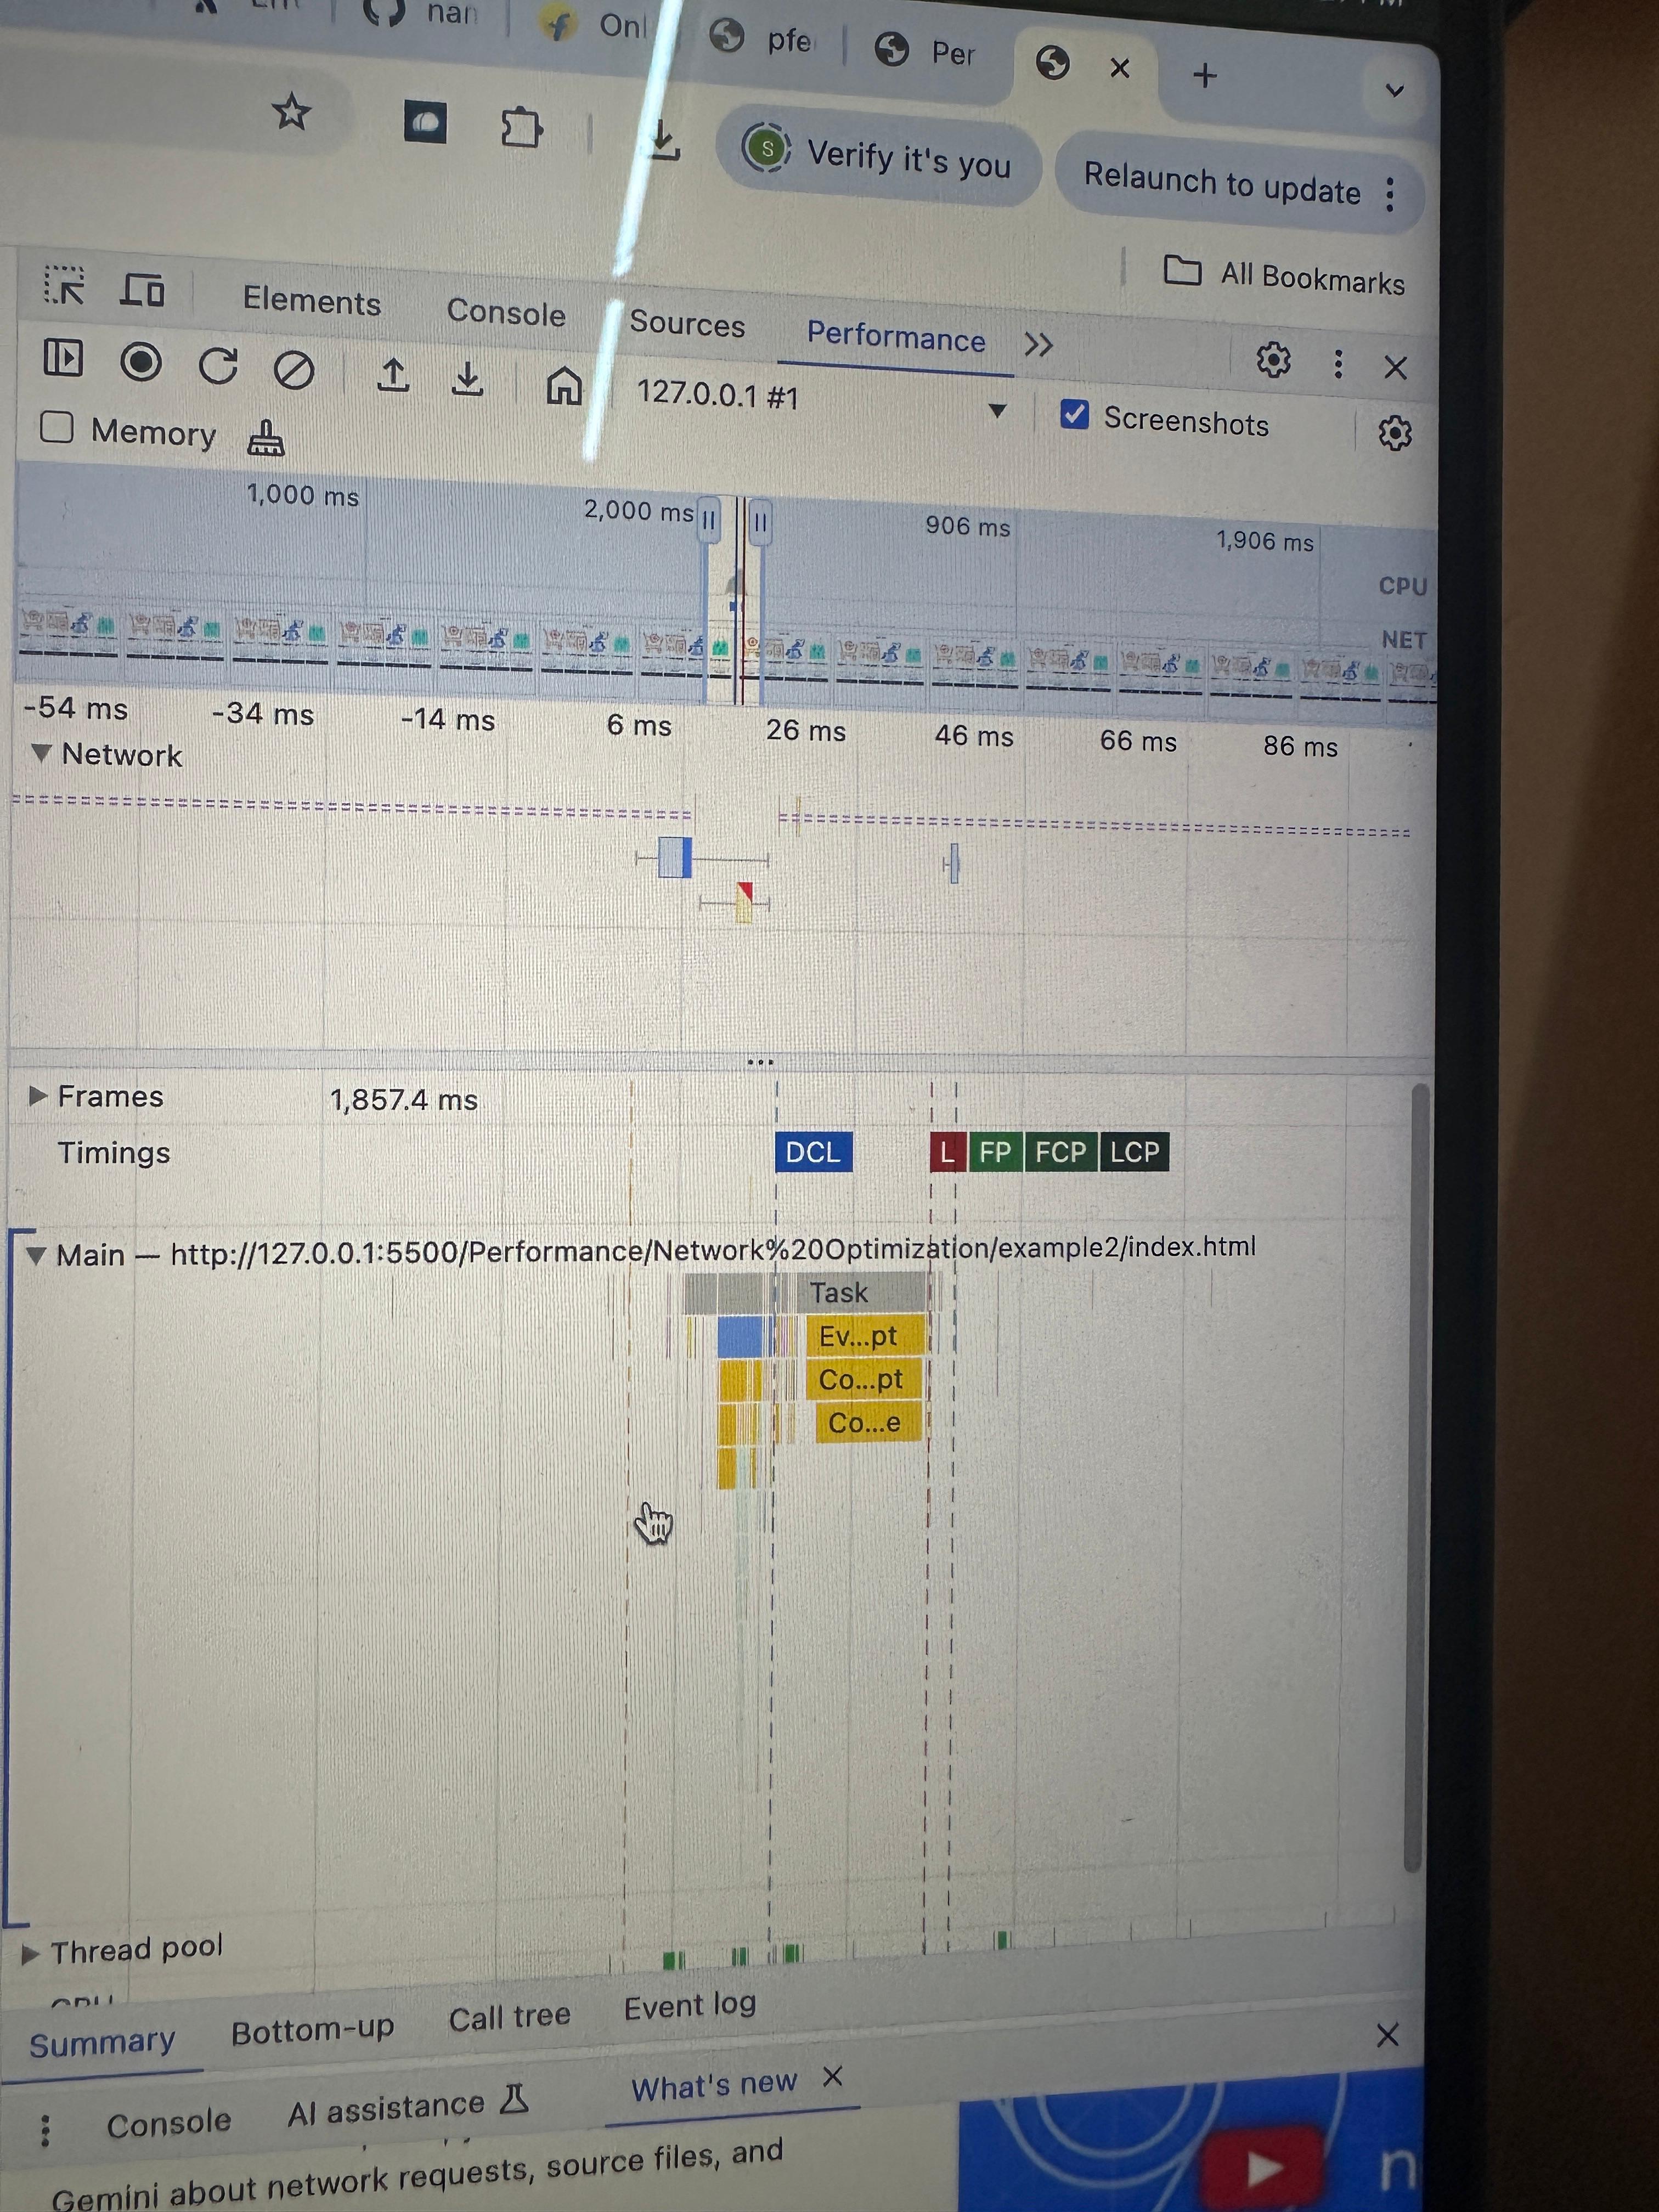 nar
Onl
pfe
Per
S
Verify it's you
Relaunch to update
All Bookmarks
Elements
Console
Sources
Performance
127.0.0.1 #1
Screenshots
Memory
1,000 ms
2,000 ms
906 ms
1,906 ms
CPU
NET
-54 ms
-34 ms
-14 ms
6 ms
26 ms
46 ms
66 ms
86 ms
Network
Frames
1,857.4 ms
Timings
DCL
L
FP
FCP
LCP
Main — http://127.0.0.1:5500/Performance/Network%20Optimization/example2/index.html
Task
Ev...pt
Co...pt
Co...e
Thread pool
Summary
Bottom-up
Call tree
Event log
Console
AI assistance
What's new
Gemini about network requests, source files, and
n